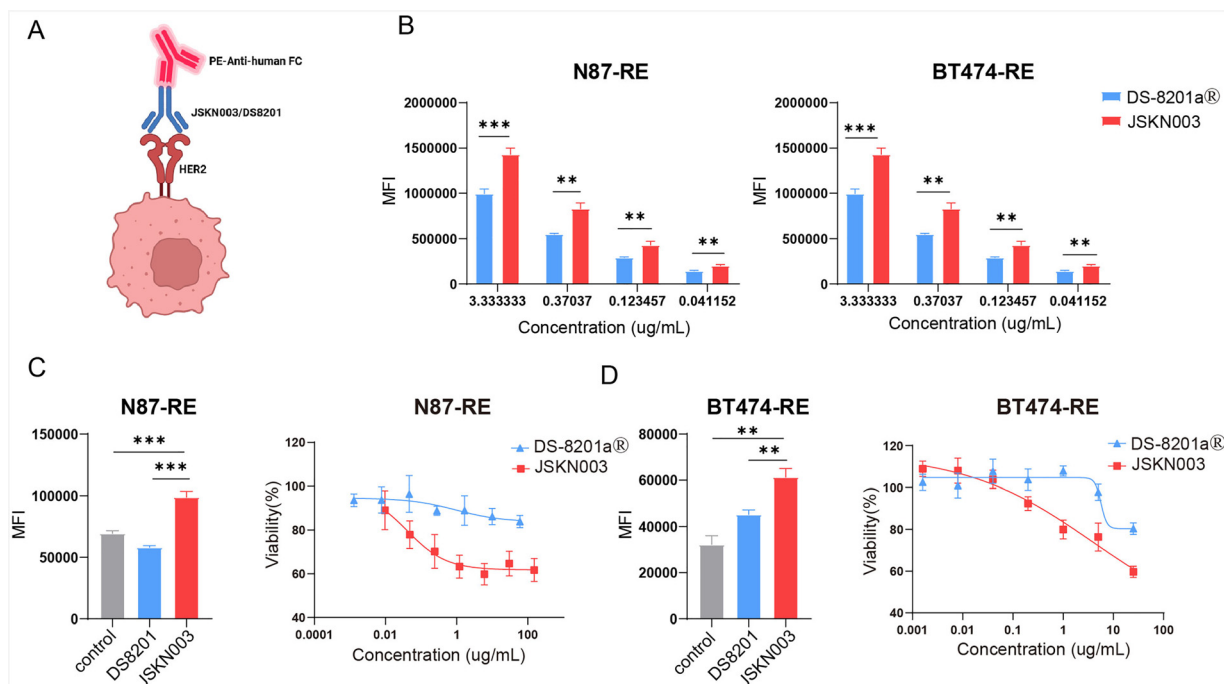 A
PE-Anti-human FC
JSKN003/DS8201
HER2
B
N87-RE
MFI
2000000
1500000
1000000
500000
0
***
**
**
**
3.333333 0.37037 0.123457 0.041152
Concentration (ug/mL)
BT474-RE
MFI
2000000
1500000
1000000
500000
0
***
**
**
**
3.333333 0.37037 0.123457 0.041152
Concentration (ug/mL)
DS-8201a®
JSKN003
C
N87-RE
MFI
150000
100000
50000
0
***
***
control
DS8201
JSKN003
N87-RE
DS-8201a®
JSKN003
Viability(%)
120
100
80
60
40
0.0001 0.01 1 100
Concentration (ug/mL)
D
BT474-RE
MFI
80000
60000
40000
20000
0
**
**
control
DS8201
JSKN003
BT474-RE
DS-8201a®
JSKN003
Viability(%)
120
100
80
60
40
0.001 0.01 0.1 1 10 100
Concentration (ug/mL)